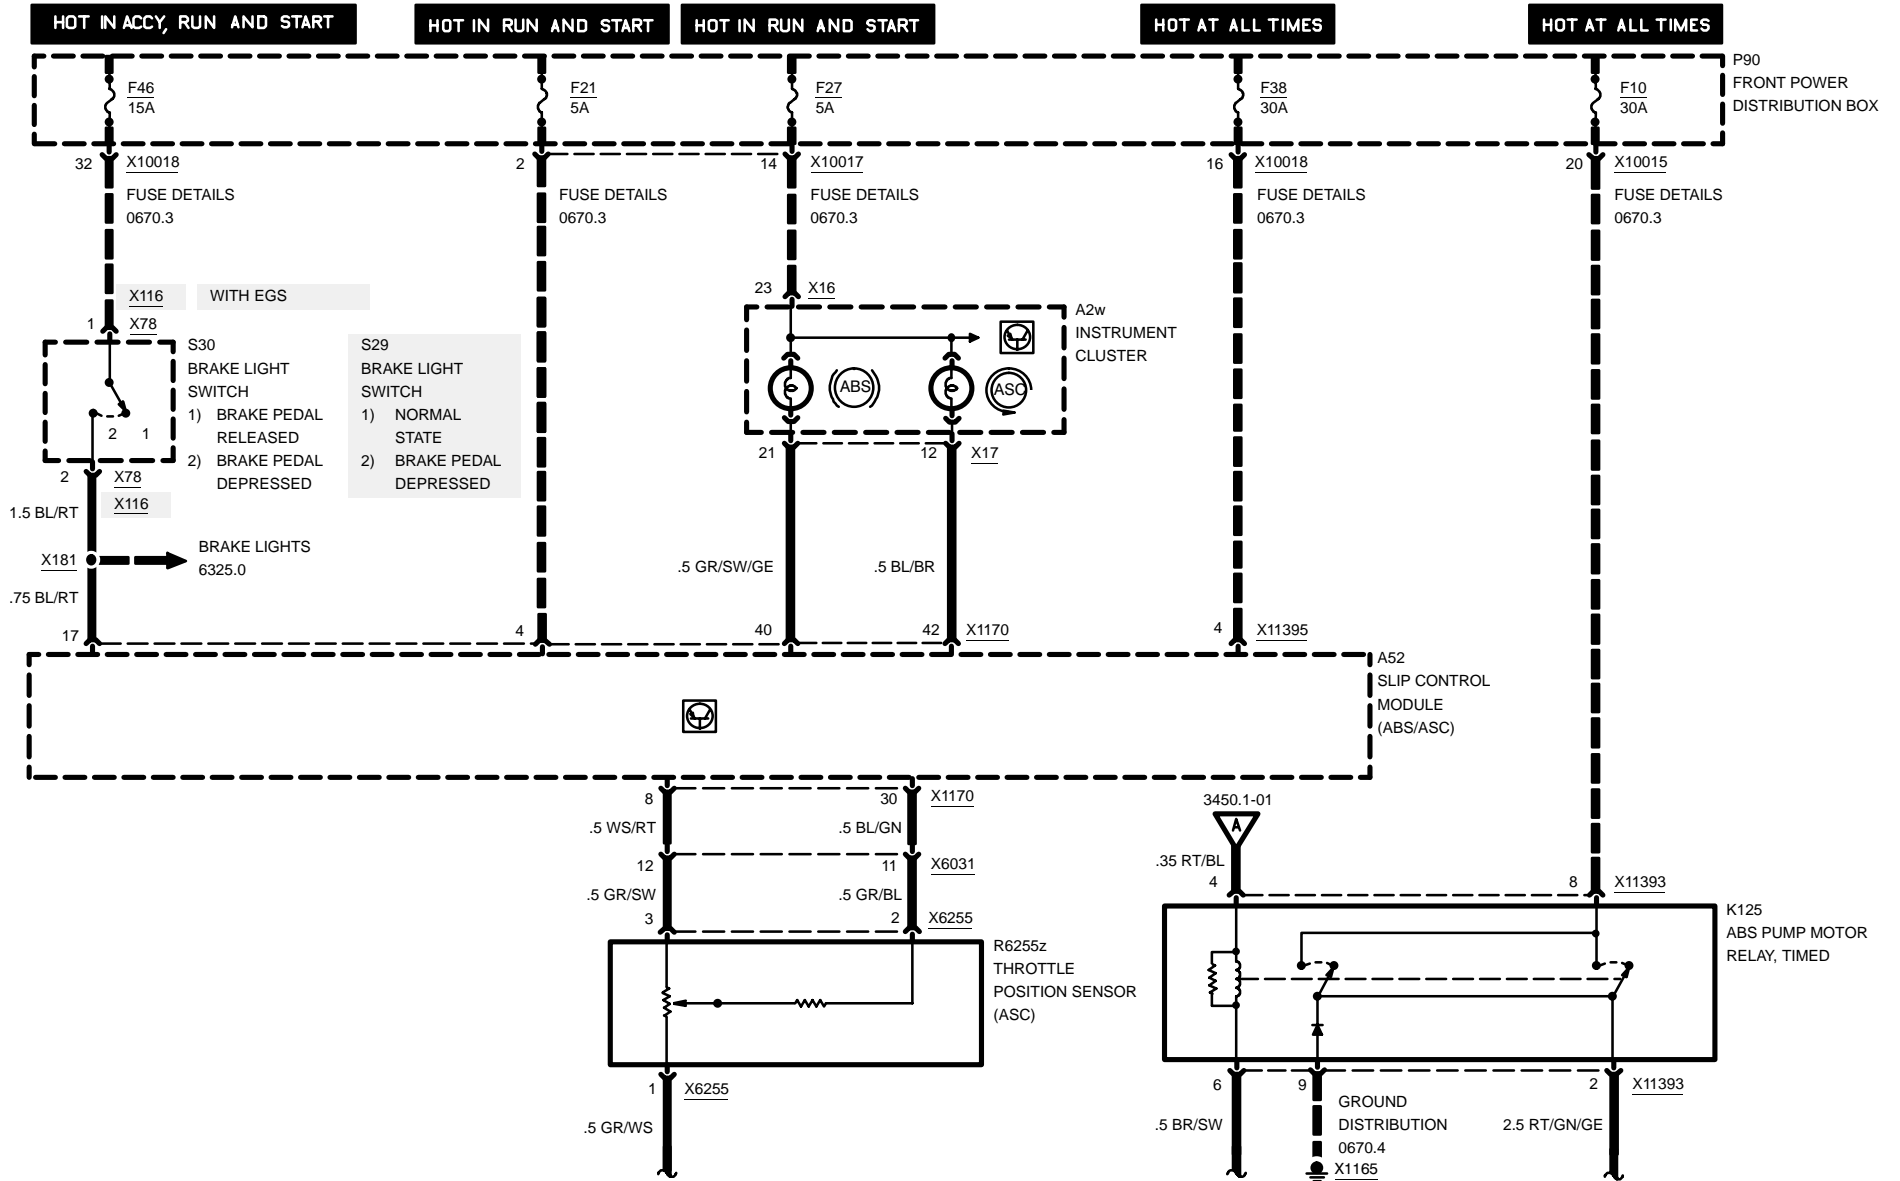 HOT IN ACCY, RUN AND START
HOT IN RUN AND START
HOT IN RUN AND START
HOT AT ALL TIMES
HOT AT ALL TIMES
P90
FRONT POWER
DISTRIBUTION BOX
F46
15A
F21
5A
F27
5A
F38
30A
F10
30A
32
X10018
2
14
X10017
16
X10018
20
X10015
FUSE DETAILS
0670.3
FUSE DETAILS
0670.3
FUSE DETAILS
0670.3
FUSE DETAILS
0670.3
FUSE DETAILS
0670.3
X116
WITH EGS
1
X78
23
X16
A2w
INSTRUMENT
CLUSTER
S30
BRAKE LIGHT
SWITCH
1) BRAKE PEDAL
RELEASED
2) BRAKE PEDAL
DEPRESSED
S29
BRAKE LIGHT
SWITCH
1) NORMAL
STATE
2) BRAKE PEDAL
DEPRESSED
2 1
ABS
ASC
2
X78
X116
1.5 BL/RT
21
12
X17
X181
BRAKE LIGHTS
6325.0
.75 BL/RT
.5 GR/SW/GE
.5 BL/BR
17
4
40
42
X1170
4
X11395
A52
SLIP CONTROL
MODULE
(ABS/ASC)
8
30
X1170
.5 WS/RT
.5 BL/GN
12
11
X6031
.5 GR/SW
.5 GR/BL
3
2
X6255
R6255z
THROTTLE
POSITION SENSOR
(ASC)
1
X6255
.5 GR/WS
3450.1-01
A
.35 RT/BL
4
8
X11393
K125
ABS PUMP MOTOR
RELAY, TIMED
6
9
2
X11393
.5 BR/SW
GROUND
DISTRIBUTION
0670.4
X1165
2.5 RT/GN/GE